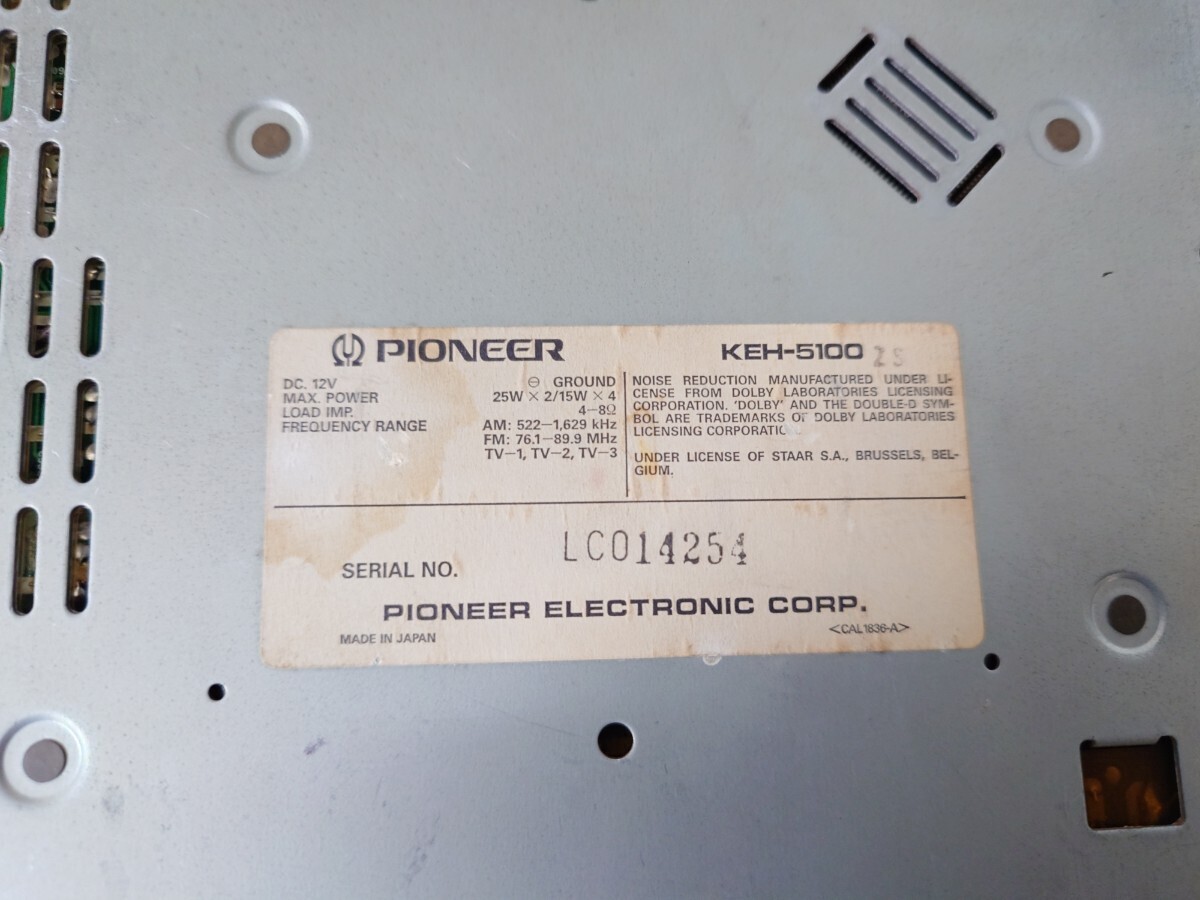 PIONEER KEH-5100 ZS
DC. 12V ⊖ GROUND
MAX. POWER 25W × 2/15W × 4
LOAD IMP. 4–8Ω
FREQUENCY RANGE AM: 522–1,629 kHz
FM: 76.1–89.9 MHz
TV–1, TV–2, TV–3
NOISE REDUCTION MANUFACTURED UNDER LI-
CENSE FROM DOLBY LABORATORIES LICENSING
CORPORATION. 'DOLBY' AND THE DOUBLE-D SYM-
BOL ARE TRADEMARKS OF DOLBY LABORATORIES
LICENSING CORPORATION.
UNDER LICENSE OF STAAR S.A., BRUSSELS, BEL-
GIUM.
SERIAL NO. LC014254
PIONEER ELECTRONIC CORP.
MADE IN JAPAN <CAL1836-A>